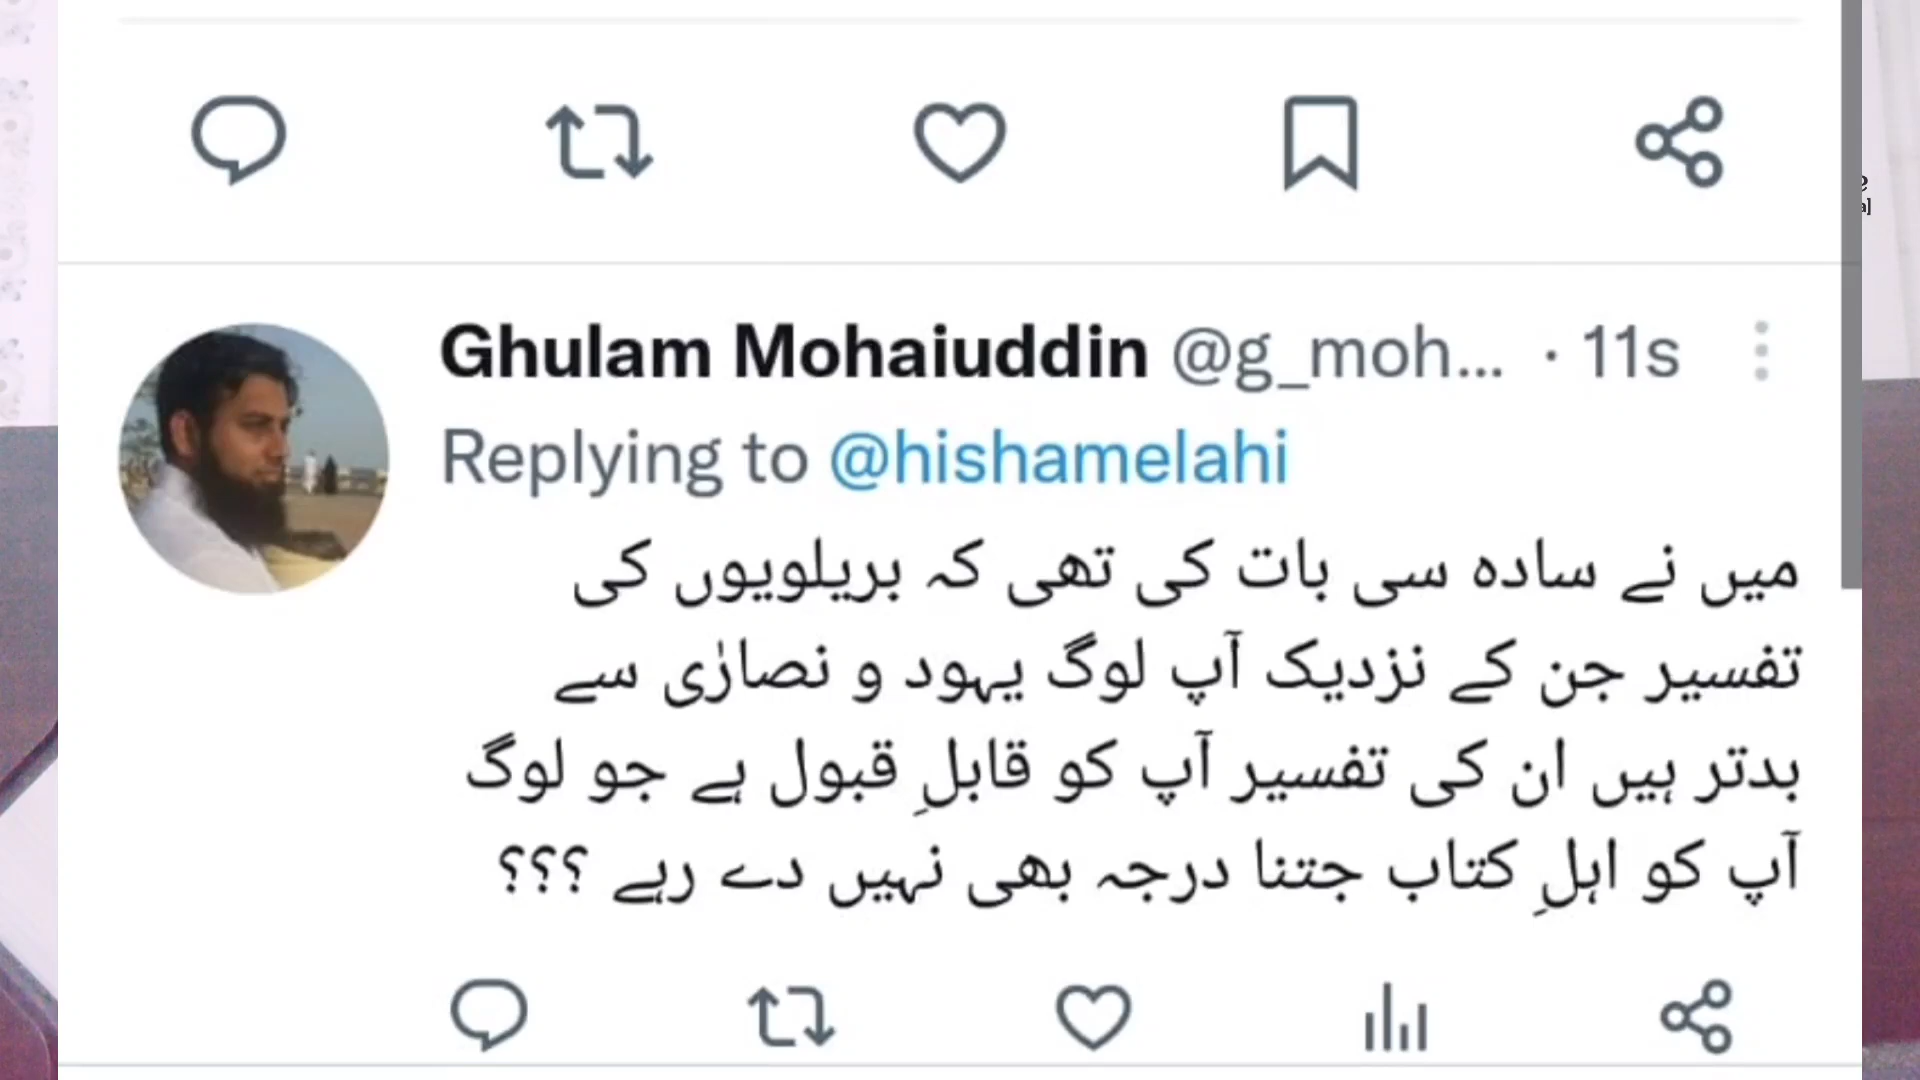 Ghulam Mohaiuddin @g_moh... · 11s
Replying to @hishamelahi
میں نے سادہ سی بات کی تھی کہ بریلویوں کی
تفسیر جن کے نزدیک آپ لوگ یہود و نصارٰی سے
بدتر ہیں ان کی تفسیر آپ کو قابلِ قبول ہے جو لوگ
آپ کو اہلِ کتاب جتنا درجہ بھی نہیں دے رہے ؟؟؟